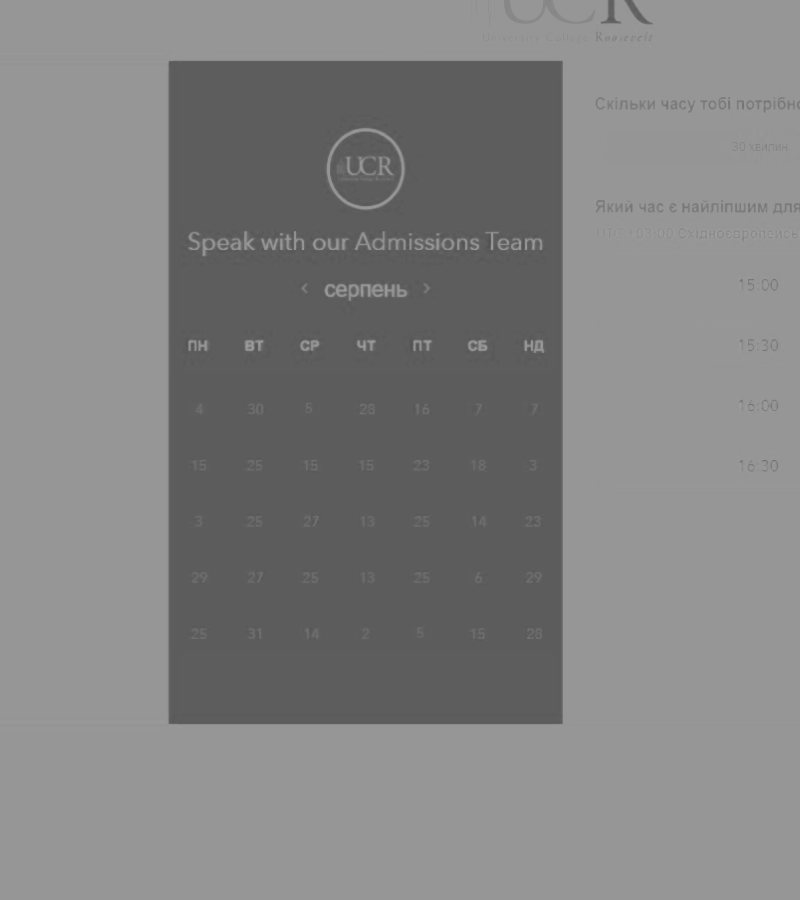 UCR
University College Roosevelt
UCR
Speak with our Admissions Team
‹ серпень ›
ПН ВТ СР ЧТ ПТ СБ НД
4 30 5 28 16 7 7
15 25 15 15 23 18 3
3 25 27 13 25 14 23
29 27 25 13 25 6 29
25 31 14 2 5 15 28
Скільки часу тобі потрібно
30 хвилин
Який час є найліпшим для
UTC +03:00 Східноєвропейсь
15:00
15:30
16:00
16:30